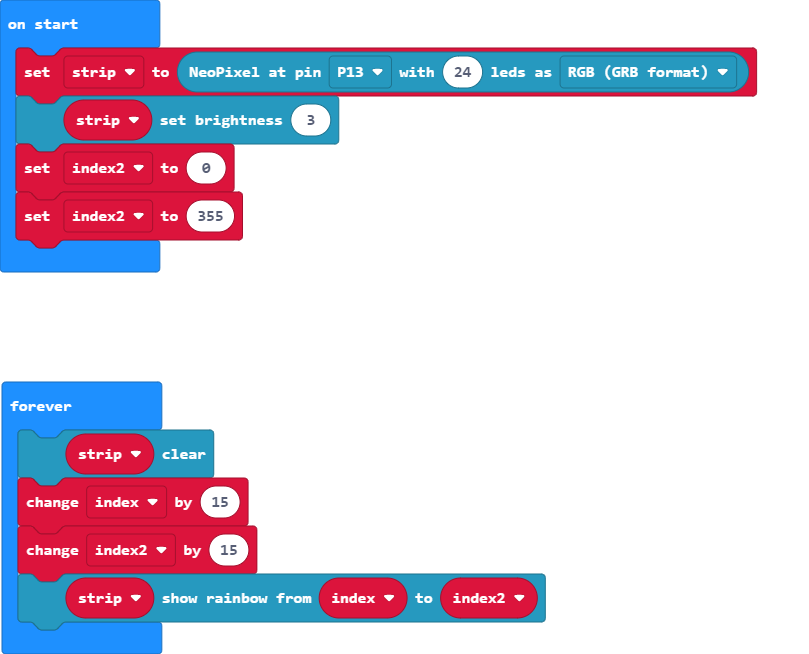 on start
set strip to NeoPixel at pin P13 with 24 leds as RGB (GRB format)
strip set brightness 3
set index2 to 0
set index2 to 355
forever
strip clear
change index by 15
change index2 by 15
strip show rainbow from index to index2